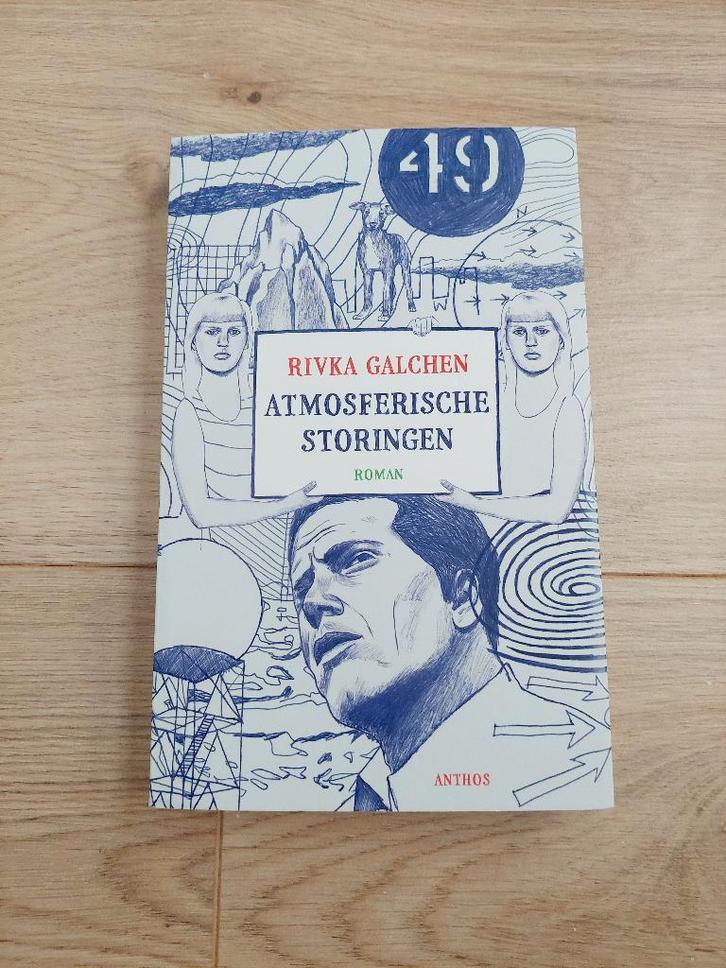 49
N
RIVKA GALCHEN
ATMOSFERISCHE
STORINGEN
ROMAN
ANTHOS